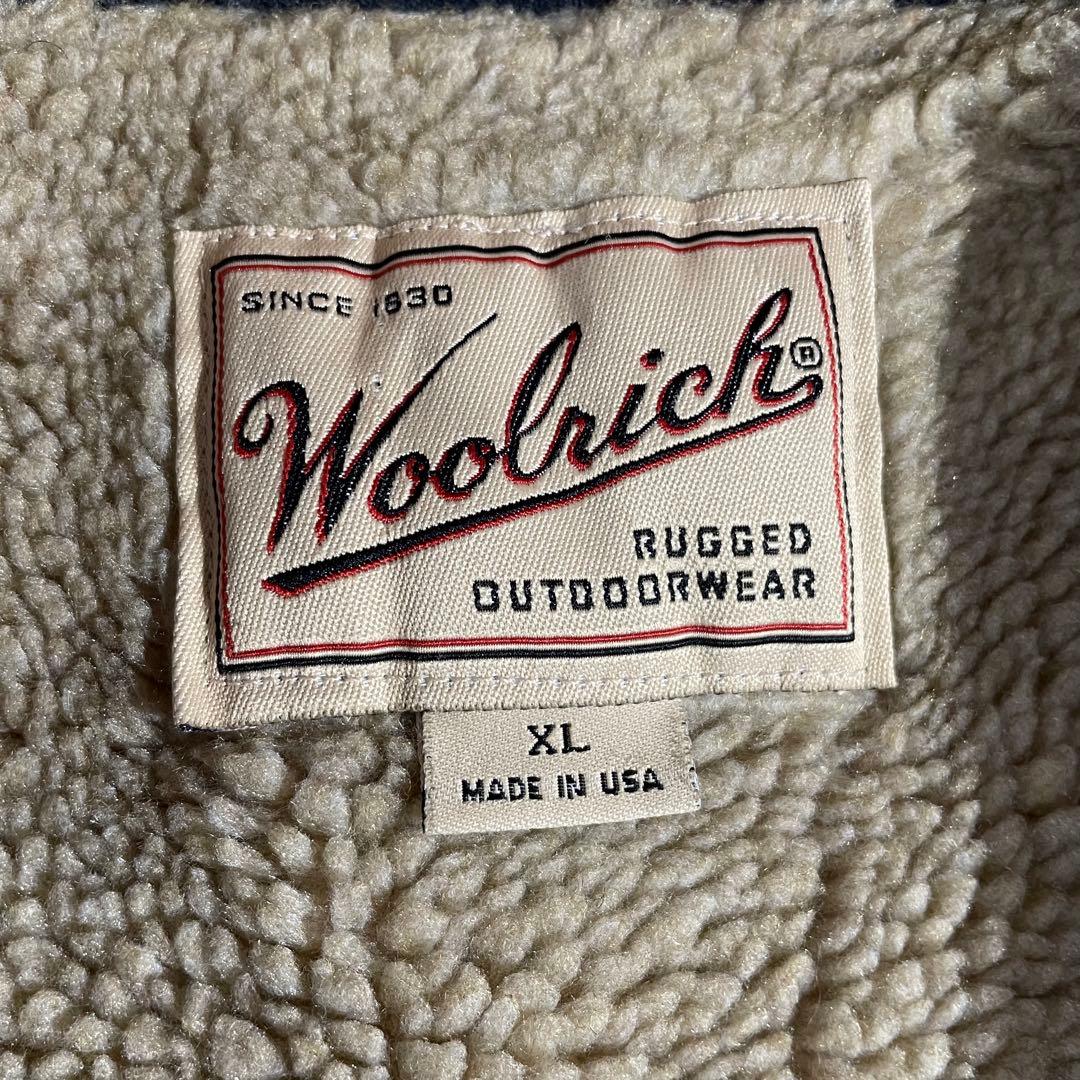 SINCE 1830
Woolrich®
RUGGED
OUTDOORWEAR
XL
MADE IN USA